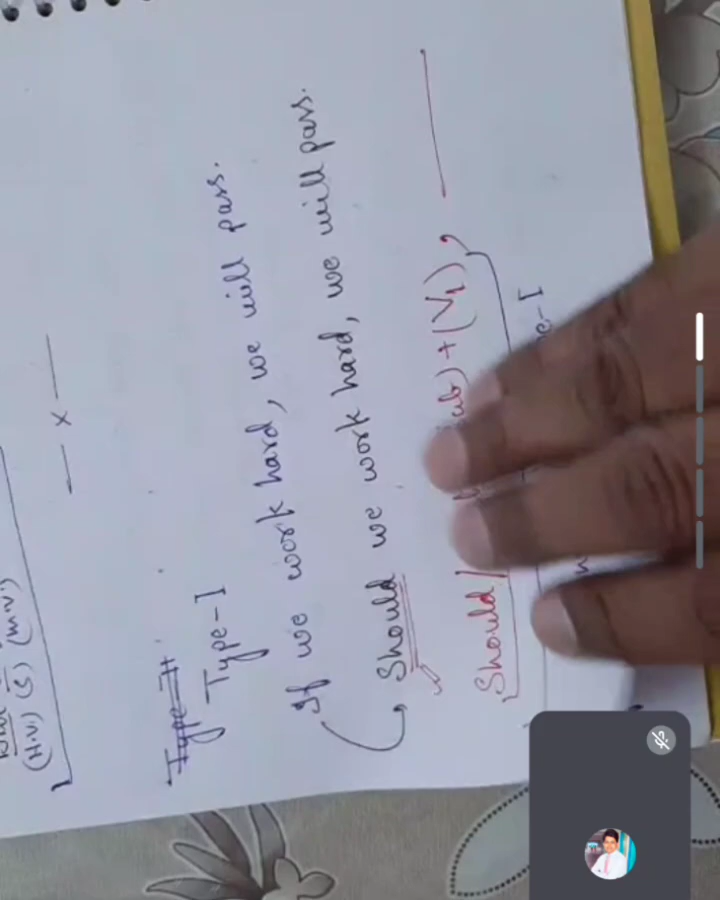 (H.V.) (S) (m.v.)
— x —
Type-II
Type-I
If we work hard, we will pass.
Should we work hard, we will pass.
Should / + (V1), ———